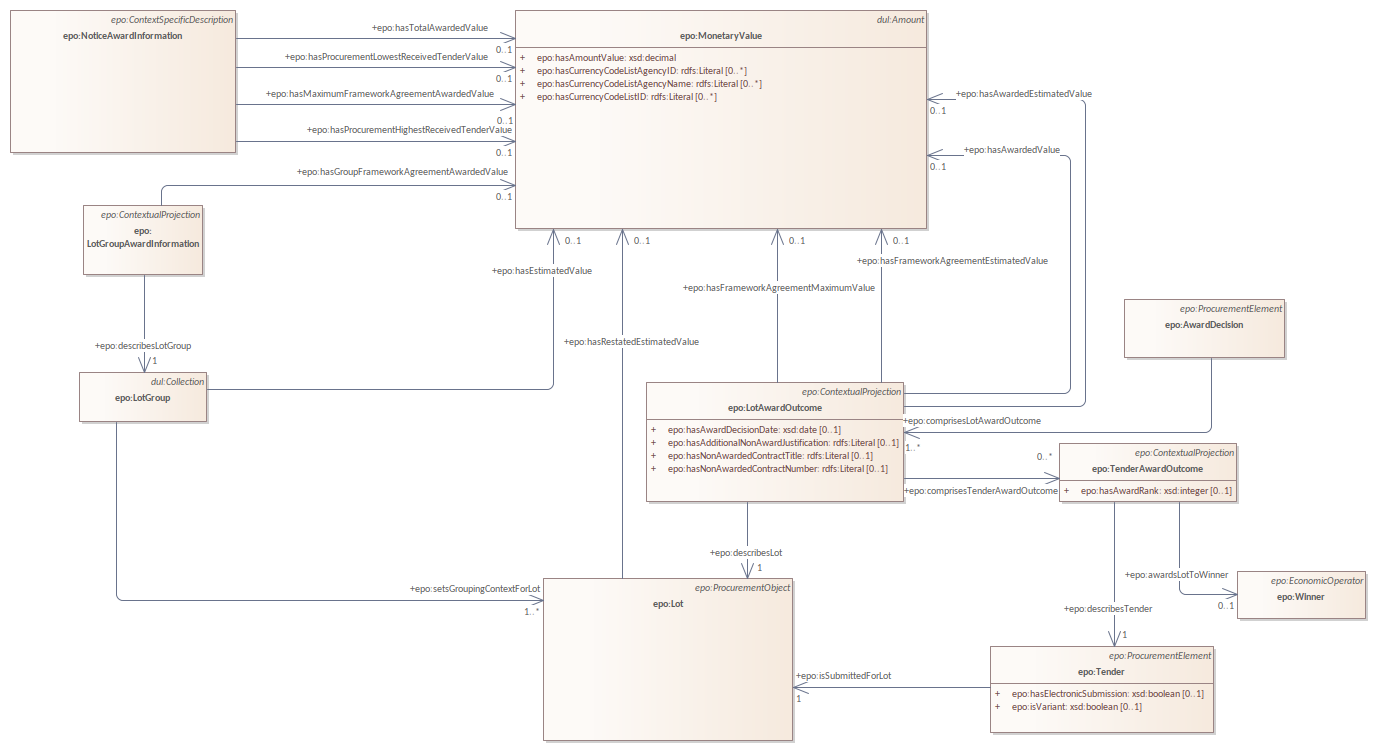 epo:ContextSpecificDescription
epo:NoticeAwardInformation
+epo:hasTotalAwardedValue
0..1
+epo:hasProcurementLowestReceivedTenderValue
0..1
+epo:hasMaximumFrameworkAgreementAwardedValue
0..1
+epo:hasProcurementHighestReceivedTenderValue
0..1
+epo:hasGroupFrameworkAgreementAwardedValue
0..1
dul:Amount
epo:MonetaryValue
+ epo:hasAmountValue: xsd:decimal
+ epo:hasCurrencyCodeListAgencyID: rdfs:Literal [0..*]
+ epo:hasCurrencyCodeListAgencyName: rdfs:Literal [0..*]
+ epo:hasCurrencyCodeListID: rdfs:Literal [0..*]
+epo:hasAwardedEstimatedValue
0..1
+epo:hasAwardedValue
0..1
epo:ContextualProjection
epo:
LotGroupAwardInformation
0..1
0..1
0..1
0..1
+epo:hasEstimatedValue
+epo:hasFrameworkAgreementEstimatedValue
+epo:hasFrameworkAgreementMaximumValue
+epo:hasRestatedEstimatedValue
+epo:describesLotGroup
1
epo:ProcurementElement
epo:AwardDecision
dul:Collection
epo:LotGroup
epo:ContextualProjection
epo:LotAwardOutcome
+ epo:hasAwardDecisionDate: xsd:date [0..1]
+ epo:hasAdditionalNonAwardJustification: rdfs:Literal [0..1]
+ epo:hasNonAwardedContractTitle: rdfs:Literal [0..1]
+ epo:hasNonAwardedContractNumber: rdfs:Literal [0..1]
+epo:comprisesLotAwardOutcome
1..*
0..*
+epo:comprisesTenderAwardOutcome
epo:ContextualProjection
epo:TenderAwardOutcome
+ epo:hasAwardRank: xsd:integer [0..1]
+epo:describesLot
1
+epo:awardsLotToWinner
0..1
epo:EconomicOperator
epo:Winner
+epo:setsGroupingContextForLot
1..*
epo:ProcurementObject
epo:Lot
+epo:describesTender
1
epo:ProcurementElement
epo:Tender
+ epo:hasElectronicSubmission: xsd:boolean [0..1]
+ epo:isVariant: xsd:boolean [0..1]
+epo:isSubmittedForLot
1